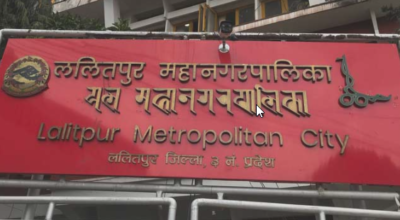 ललितपुर महानगरपालिका
Lalitpur Metropolitan City
ललितपुर जिल्ला, ३ नं. प्रदेश